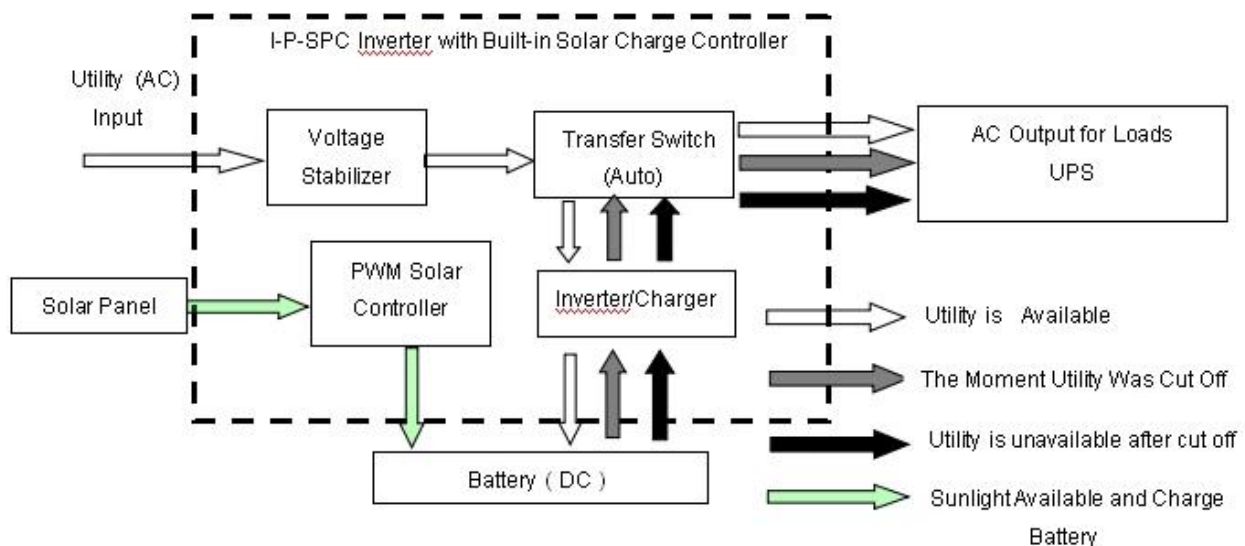 I-P-SPC Inverter with Built-in Solar Charge Controller
Utility (AC)
Input
Voltage
Stabilizer
Transfer Switch
(Auto)
AC Output for Loads
UPS
Solar Panel
PWM Solar
Controller
Inverter/Charger
Battery ( DC )
Utility is Available
The Moment Utility Was Cut Off
Utility is unavailable after cut off
Sunlight Available and Charge
Battery